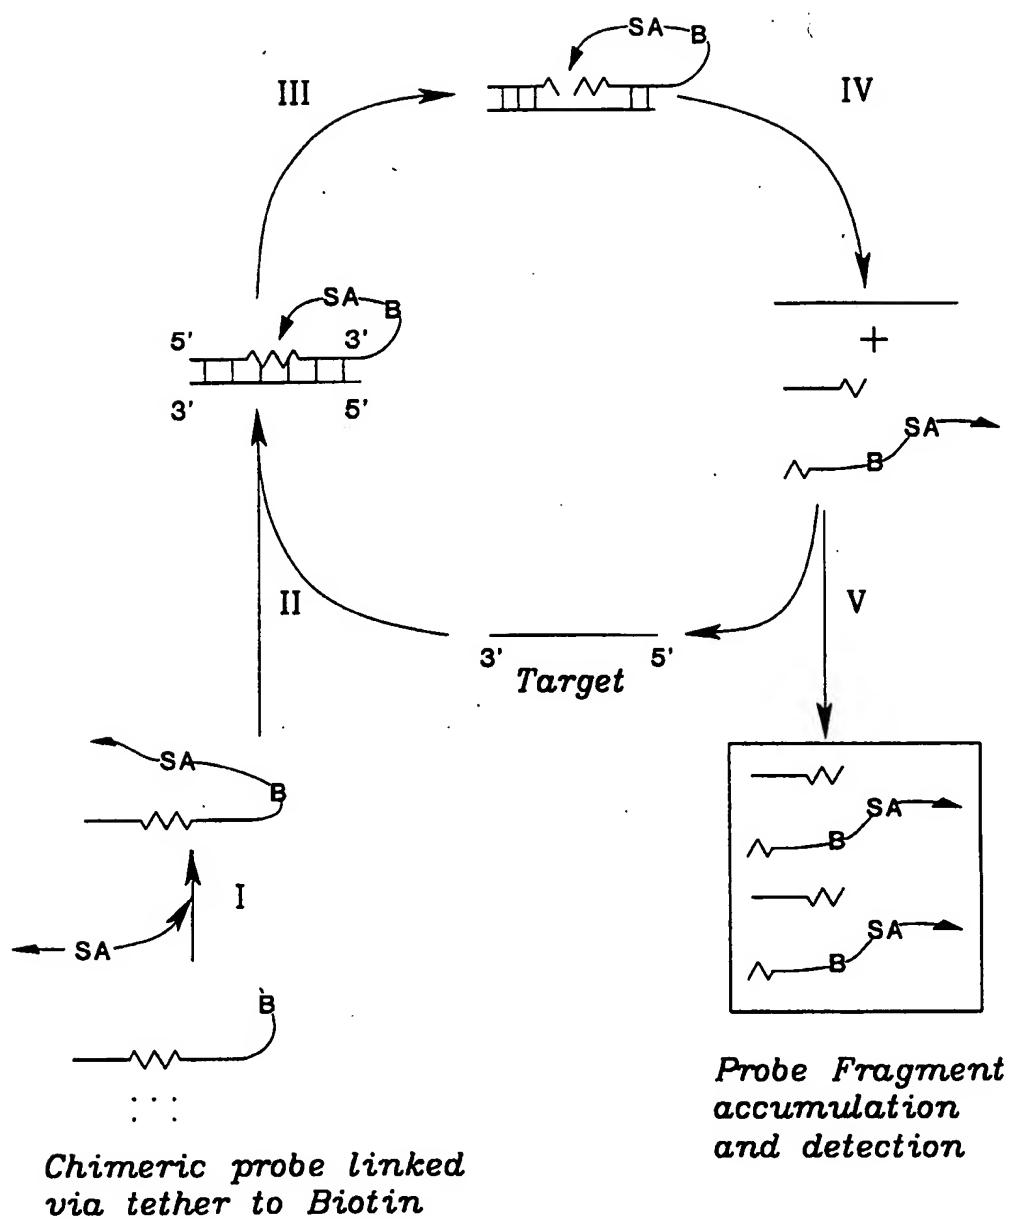 SA B
III
IV
SA B
5' 3'
3' 5'
+
SA
B
II
V
3' 5'
Target
SA
B
SA
B
I
SA
SA
B
B
Chimeric probe linked
via tether to Biotin
Probe Fragment
accumulation
and detection